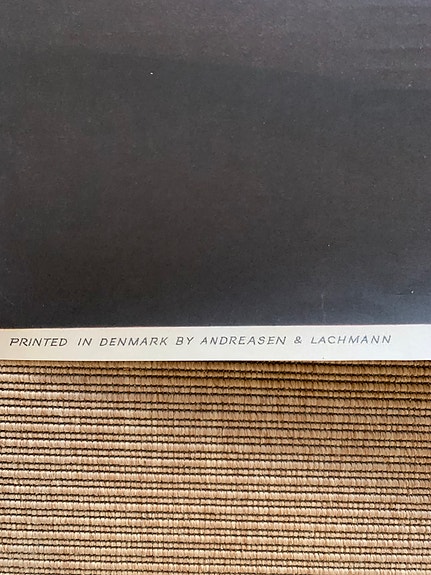 PRINTED IN DENMARK BY ANDREASEN & LACHMANN